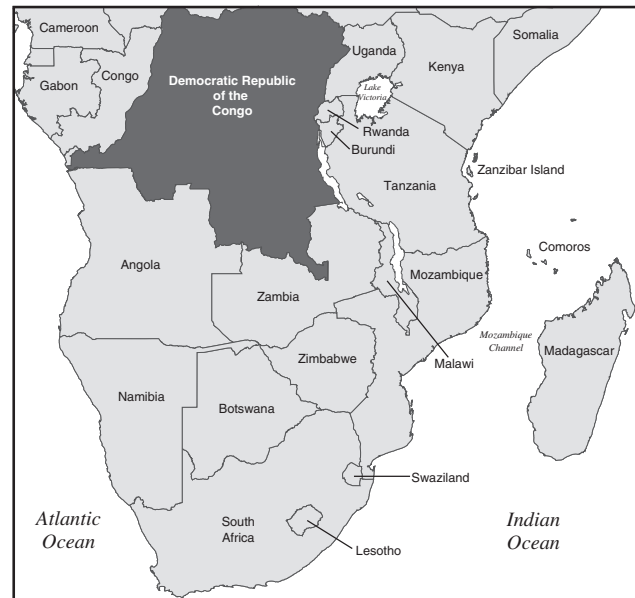 Cameroon
Somalia
Uganda
Kenya
Gabon
Congo
Democratic Republic
of the
Congo
Lake
Victoria
Rwanda
Burundi
Zanzibar Island
Tanzania
Comoros
Angola
Mozambique
Zambia
Mozambique
Channel
Madagascar
Malawi
Zimbabwe
Namibia
Botswana
Swaziland
Atlantic
Ocean
South
Africa
Indian
Ocean
Lesotho